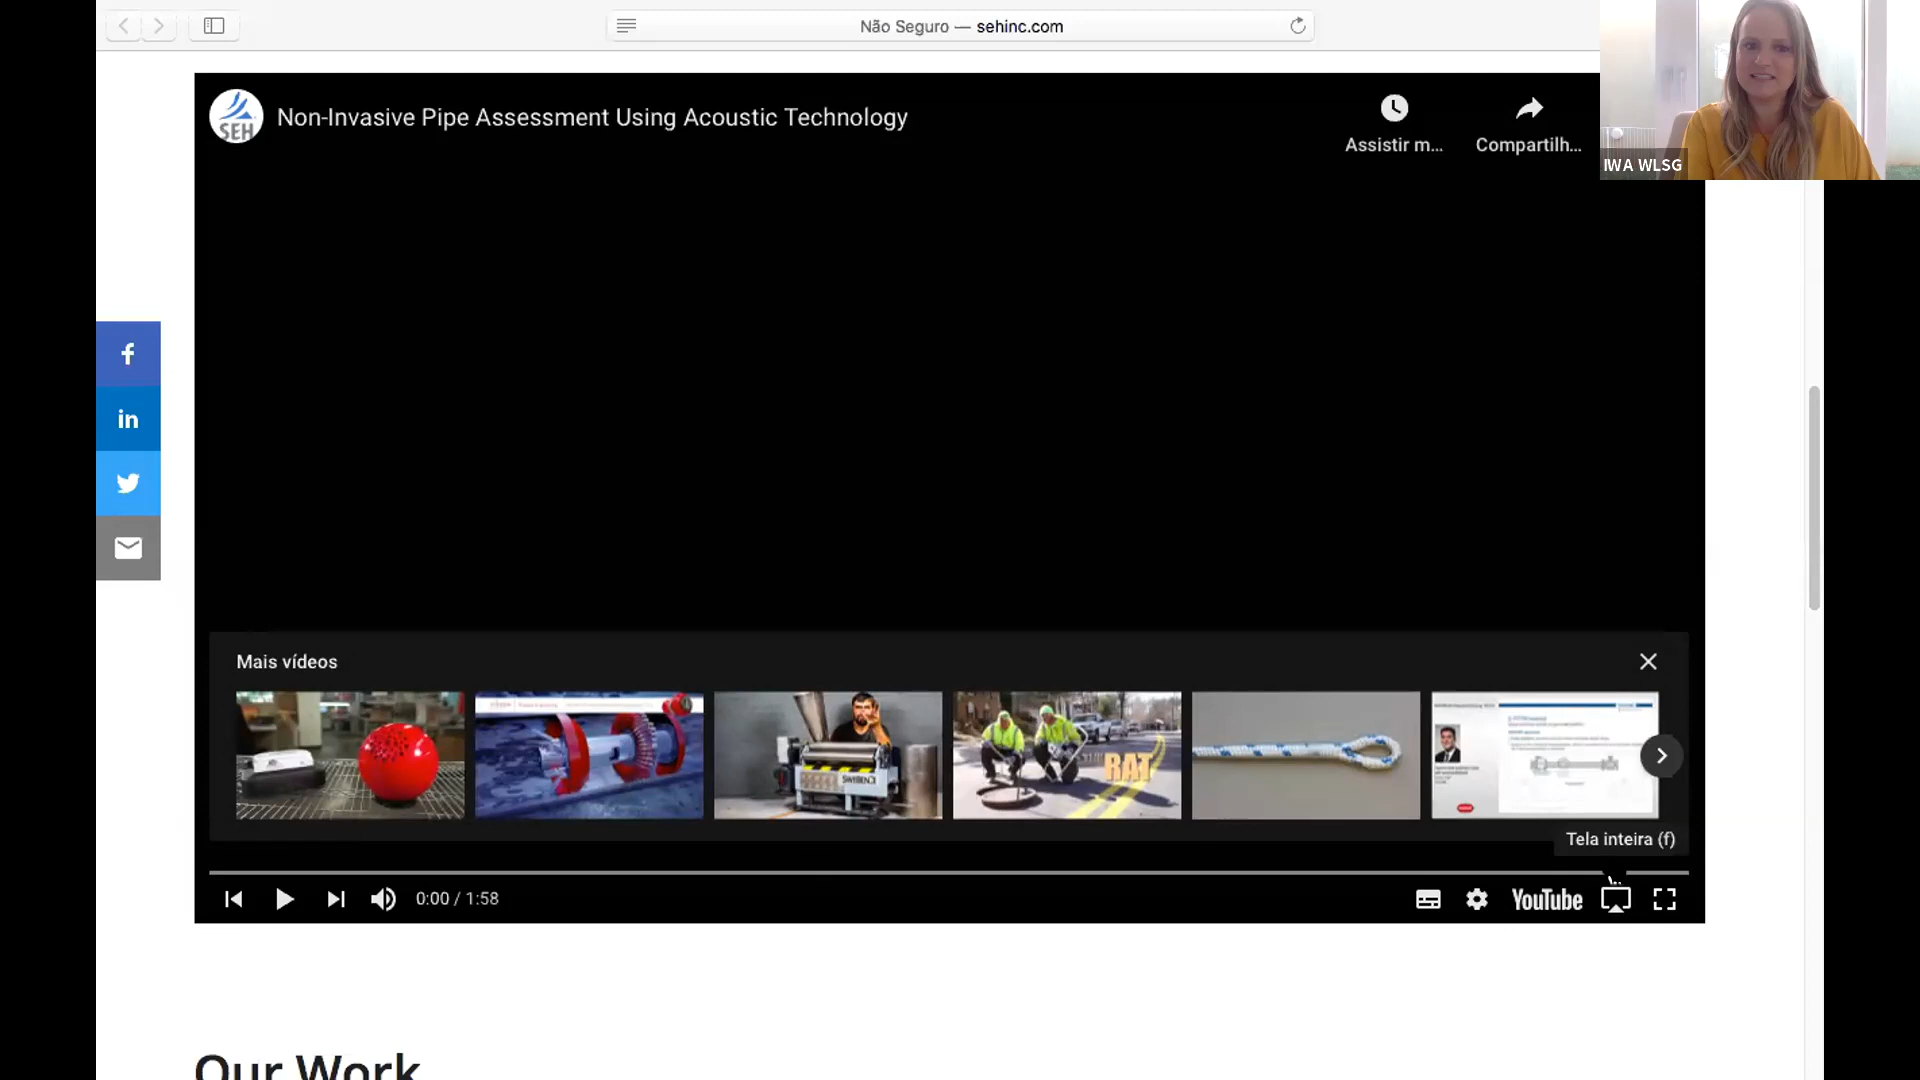 Não Seguro — sehinc.com
SEH
Non-Invasive Pipe Assessment Using Acoustic Technology
Assistir m...
Compartilh...
IWA WLSG
f
in
Mais vídeos
RAT
Tela inteira (f)
0:00 / 1:58
YouTube
Our Work